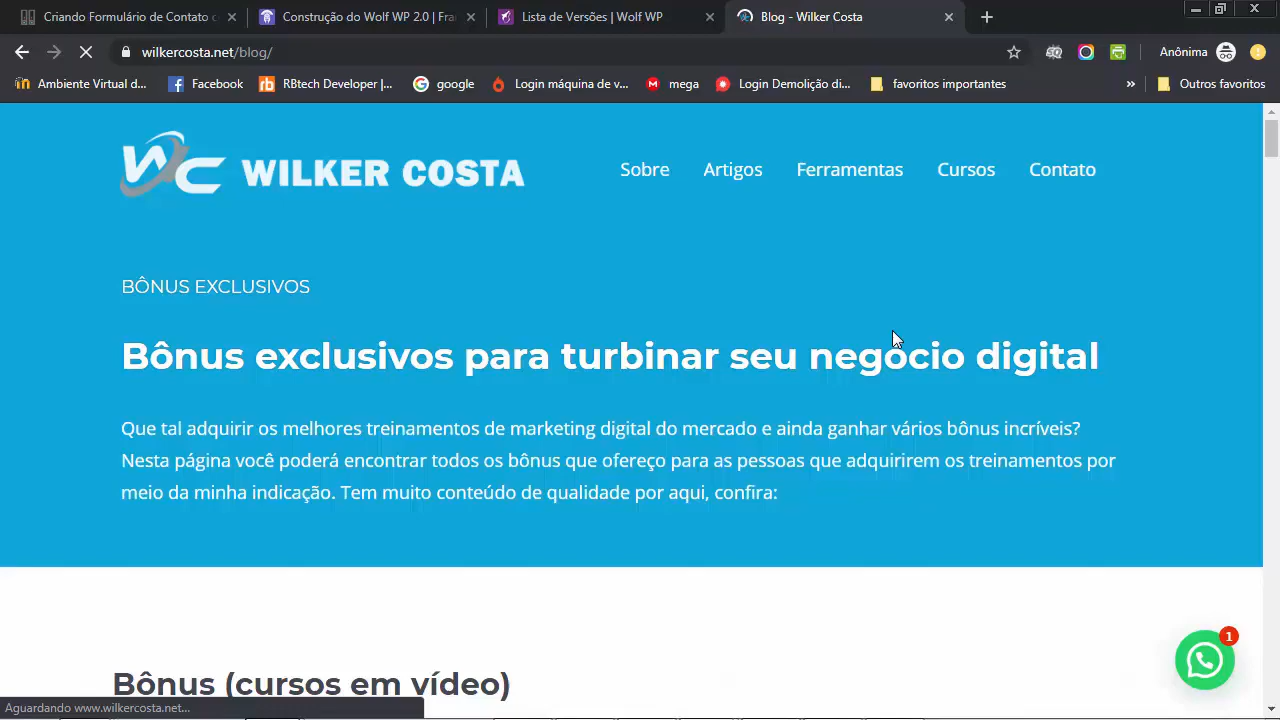 Criando Formulário de Contato c
Construção do Wolf WP 2.0 | Fra
Lista de Versões | Wolf WP
Blog - Wilker Costa
wilkercosta.net/blog/
Anônima
Ambiente Virtual d...
Facebook
RBtech Developer |...
google
Login máquina de v...
mega
Login Demolição di...
favoritos importantes
»
Outros favoritos
WC WILKER COSTA
Sobre
Artigos
Ferramentas
Cursos
Contato
BÔNUS EXCLUSIVOS
Bônus exclusivos para turbinar seu negócio digital
Que tal adquirir os melhores treinamentos de marketing digital do mercado e ainda ganhar vários bônus incríveis?
Nesta página você poderá encontrar todos os bônus que ofereço para as pessoas que adquirirem os treinamentos por
meio da minha indicação. Tem muito conteúdo de qualidade por aqui, confira:
1
Bônus (cursos em vídeo)
Aguardando www.wilkercosta.net...